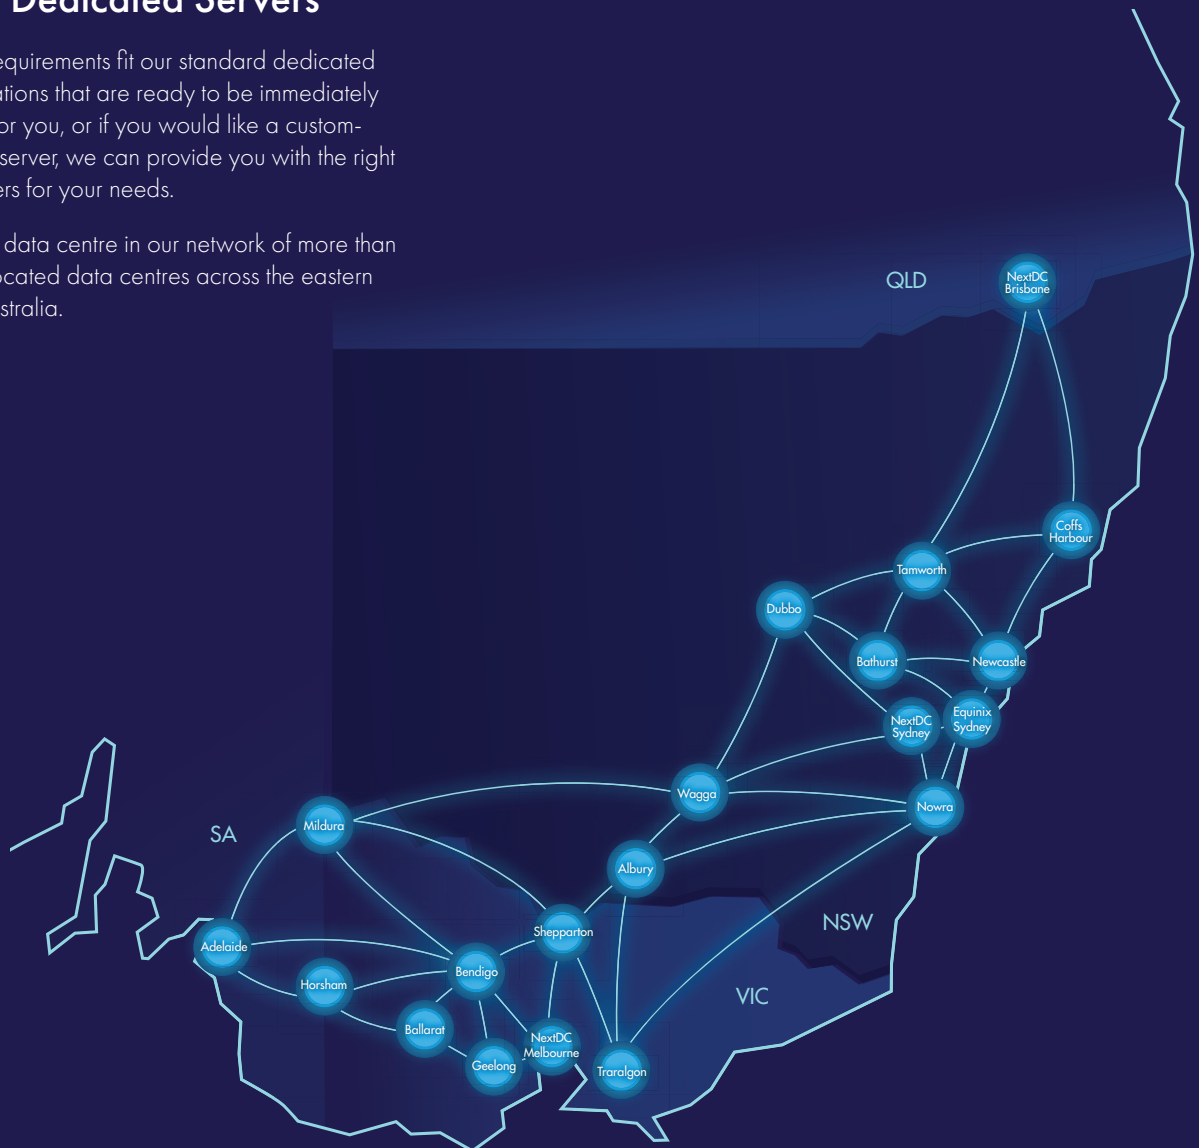 Dedicated Servers
equirements fit our standard dedicated
ations that are ready to be immediately
or you, or if you would like a custom-
server, we can provide you with the right
ers for your needs.
data centre in our network of more than
ocated data centres across the eastern
stralia.
QLD
NextDC
Brisbane
Coffs
Harbour
Tamworth
Dubbo
Bathurst
Newcastle
NextDC
Sydney
Equinix
Sydney
Wagga
Nowra
Mildura
SA
Albury
NSW
Shepparton
Adelaide
Bendigo
Horsham
VIC
Ballarat
NextDC
Melbourne
Geelong
Traralgon